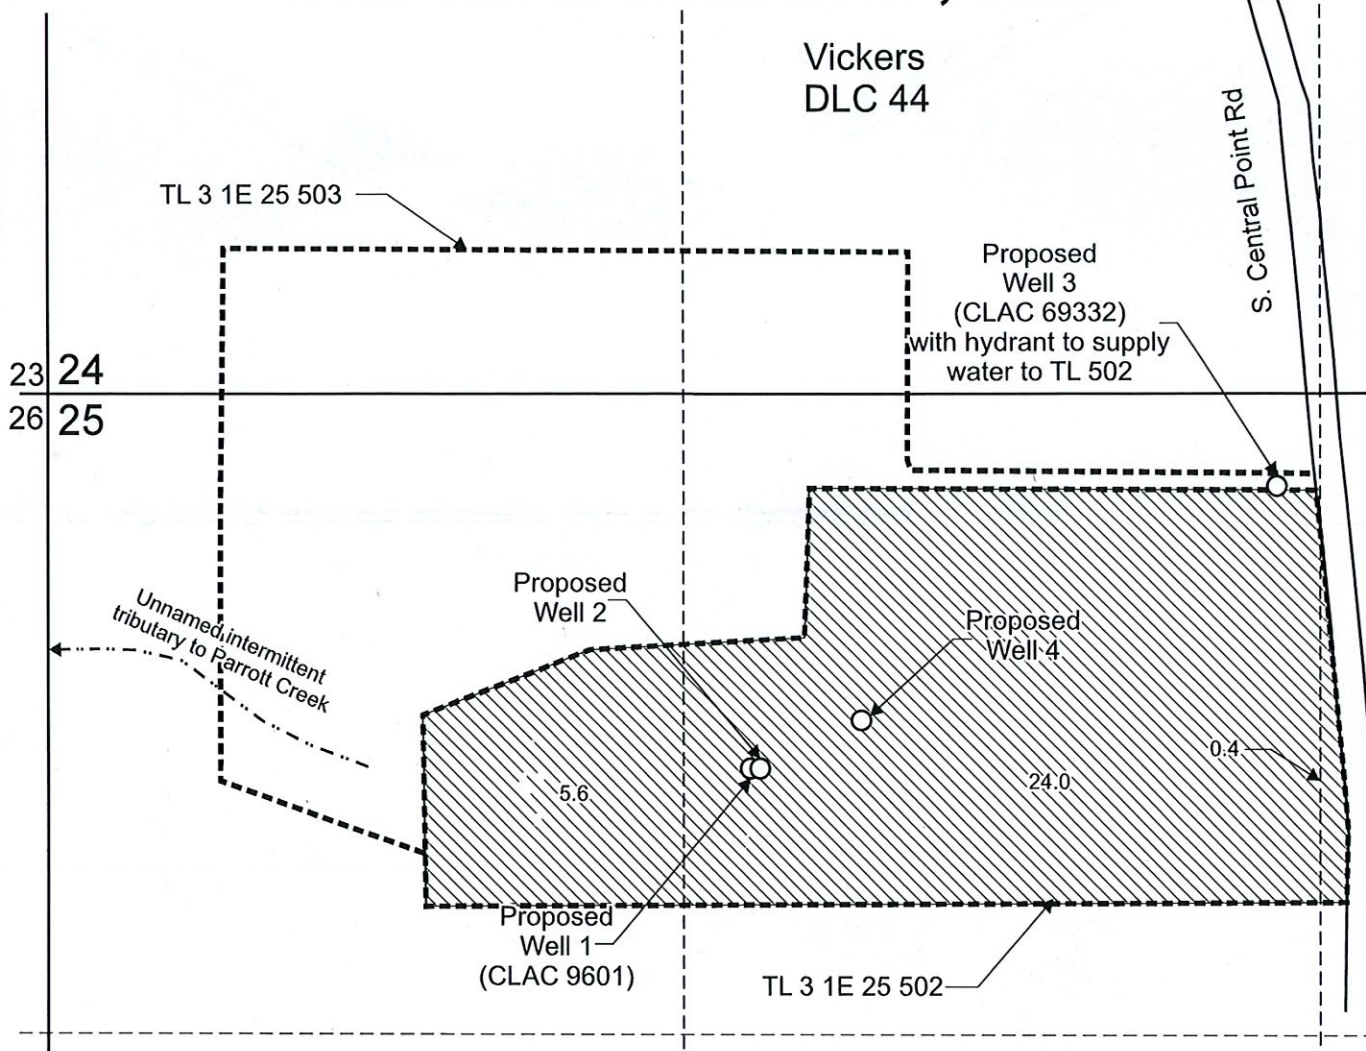 Vickers
DLC 44
S. Central Point Rd
TL 3 1E 25 503
Proposed
Well 3
(CLAC 69332)
with hydrant to supply
water to TL 502
23 24
26 25
Proposed
Well 2
Unnamed intermittent
tributary to Parrott Creek
Proposed
Well 4
0.4
5.6
24.0
Proposed
Well 1
(CLAC 9601)
TL 3 1E 25 502